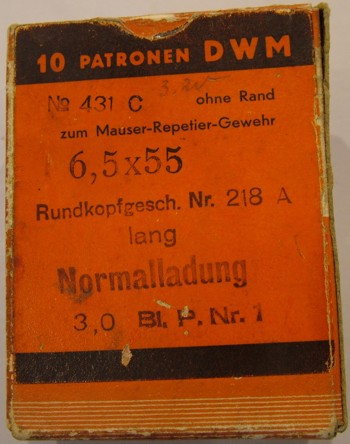 10 PATRONEN DWM
No 431 C ohne Rand
zum Mauser-Repetier-Gewehr
6,5x55
Rundkopfgesch. Nr. 218 A
lang
Normalladung
3,0 Bl. P. Nr. 1